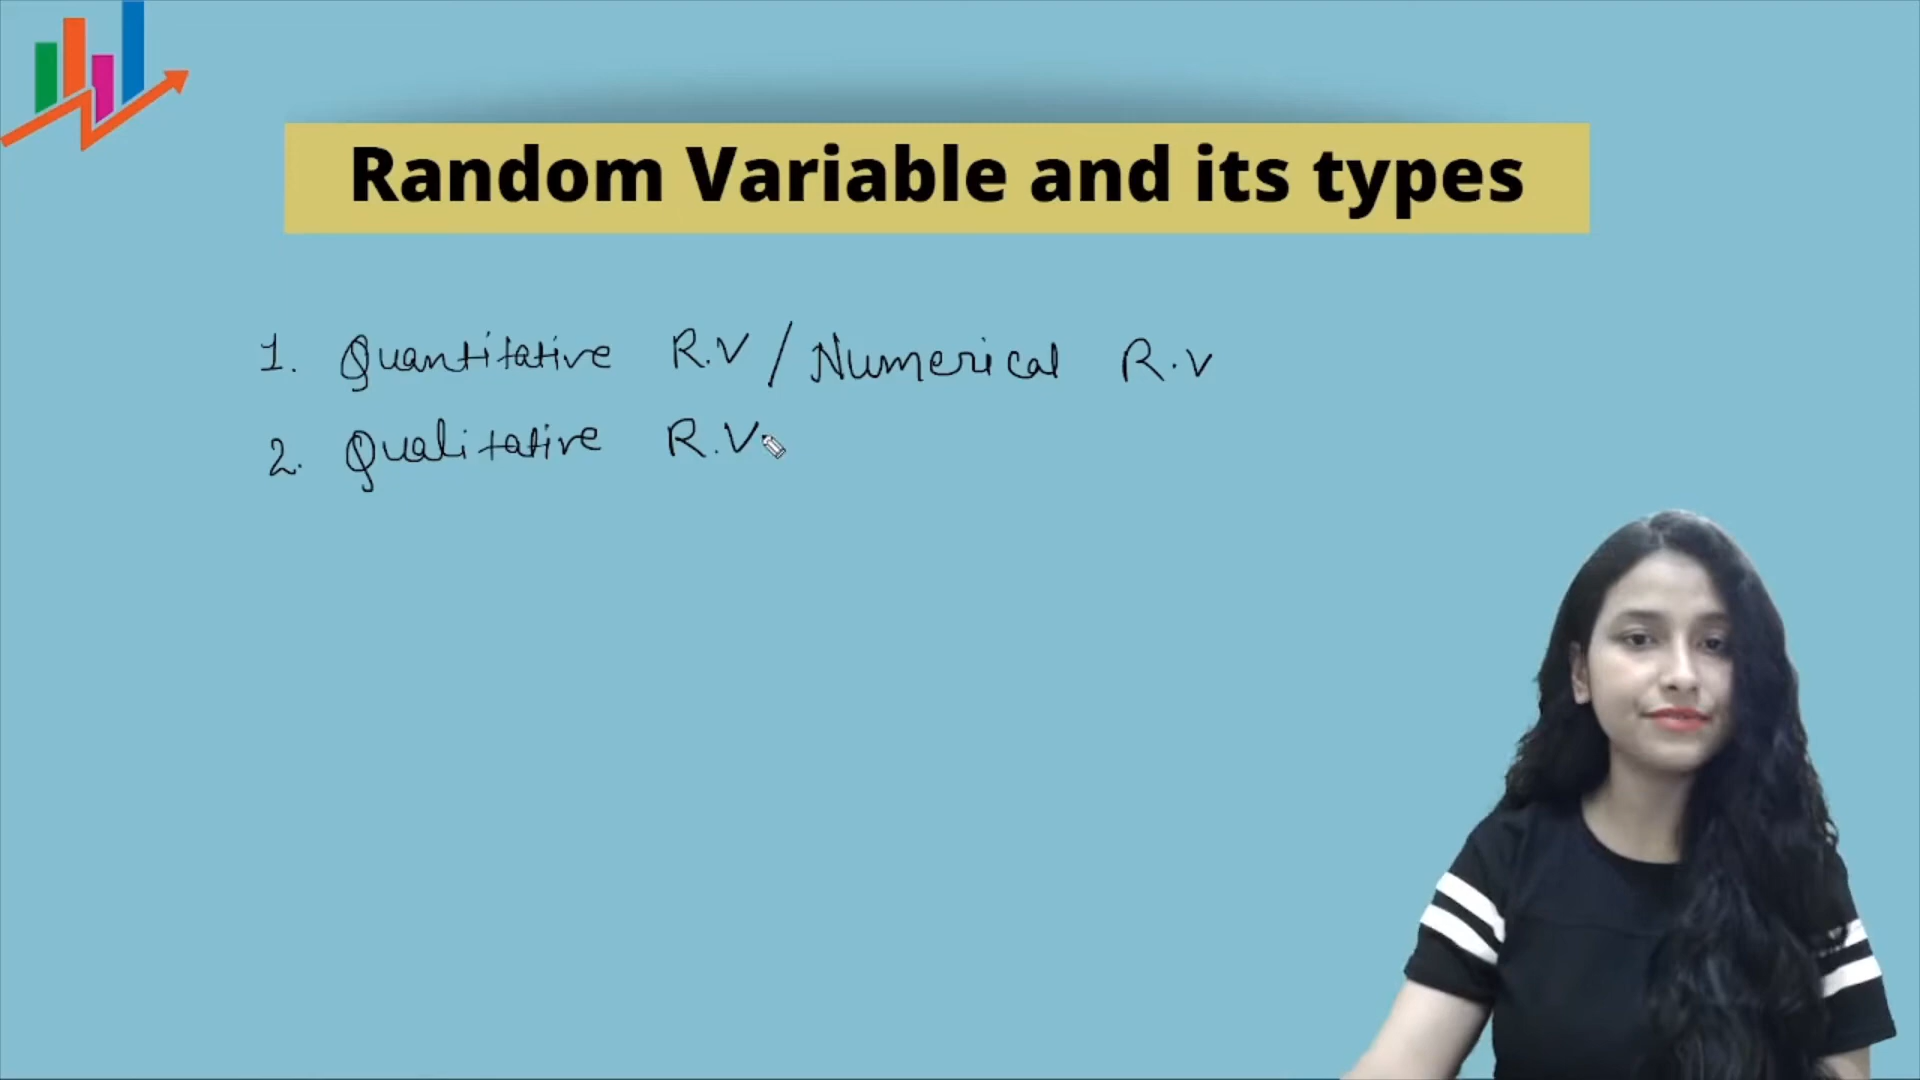 Random Variable and its types
1. Quantitative R.V / Numerical R.V
2. Qualitative R.V